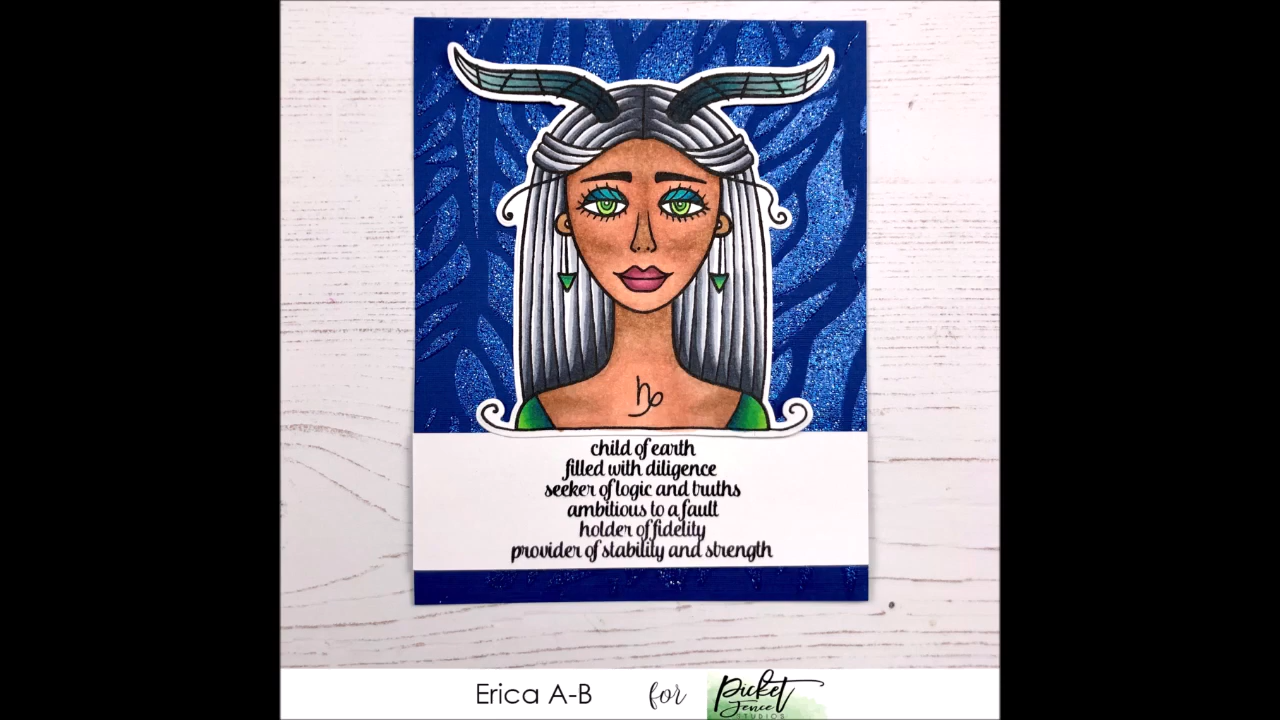 child of earth
filled with diligence
seeker of logic and truths
ambitious to a fault
holder of fidelity
provider of stability and strength
Erica A-B for Picket
Fence
STUDIOS